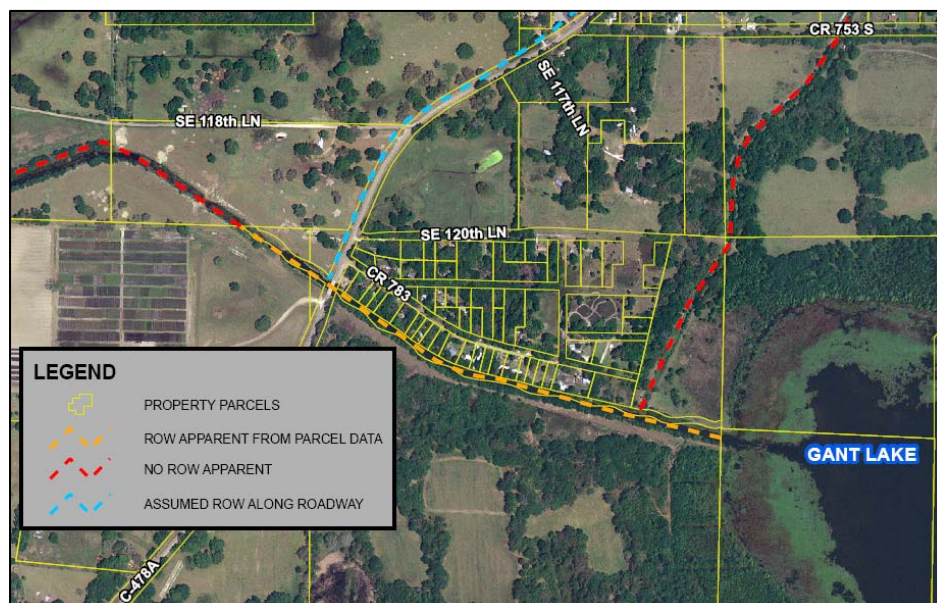 CR 753 S
SE 117th LN
SE 118th LN
SE 120th LN
CR 783
LEGEND
PROPERTY PARCELS
ROW APPARENT FROM PARCEL DATA
NO ROW APPARENT
ASSUMED ROW ALONG ROADWAY
GANT LAKE
C-478A